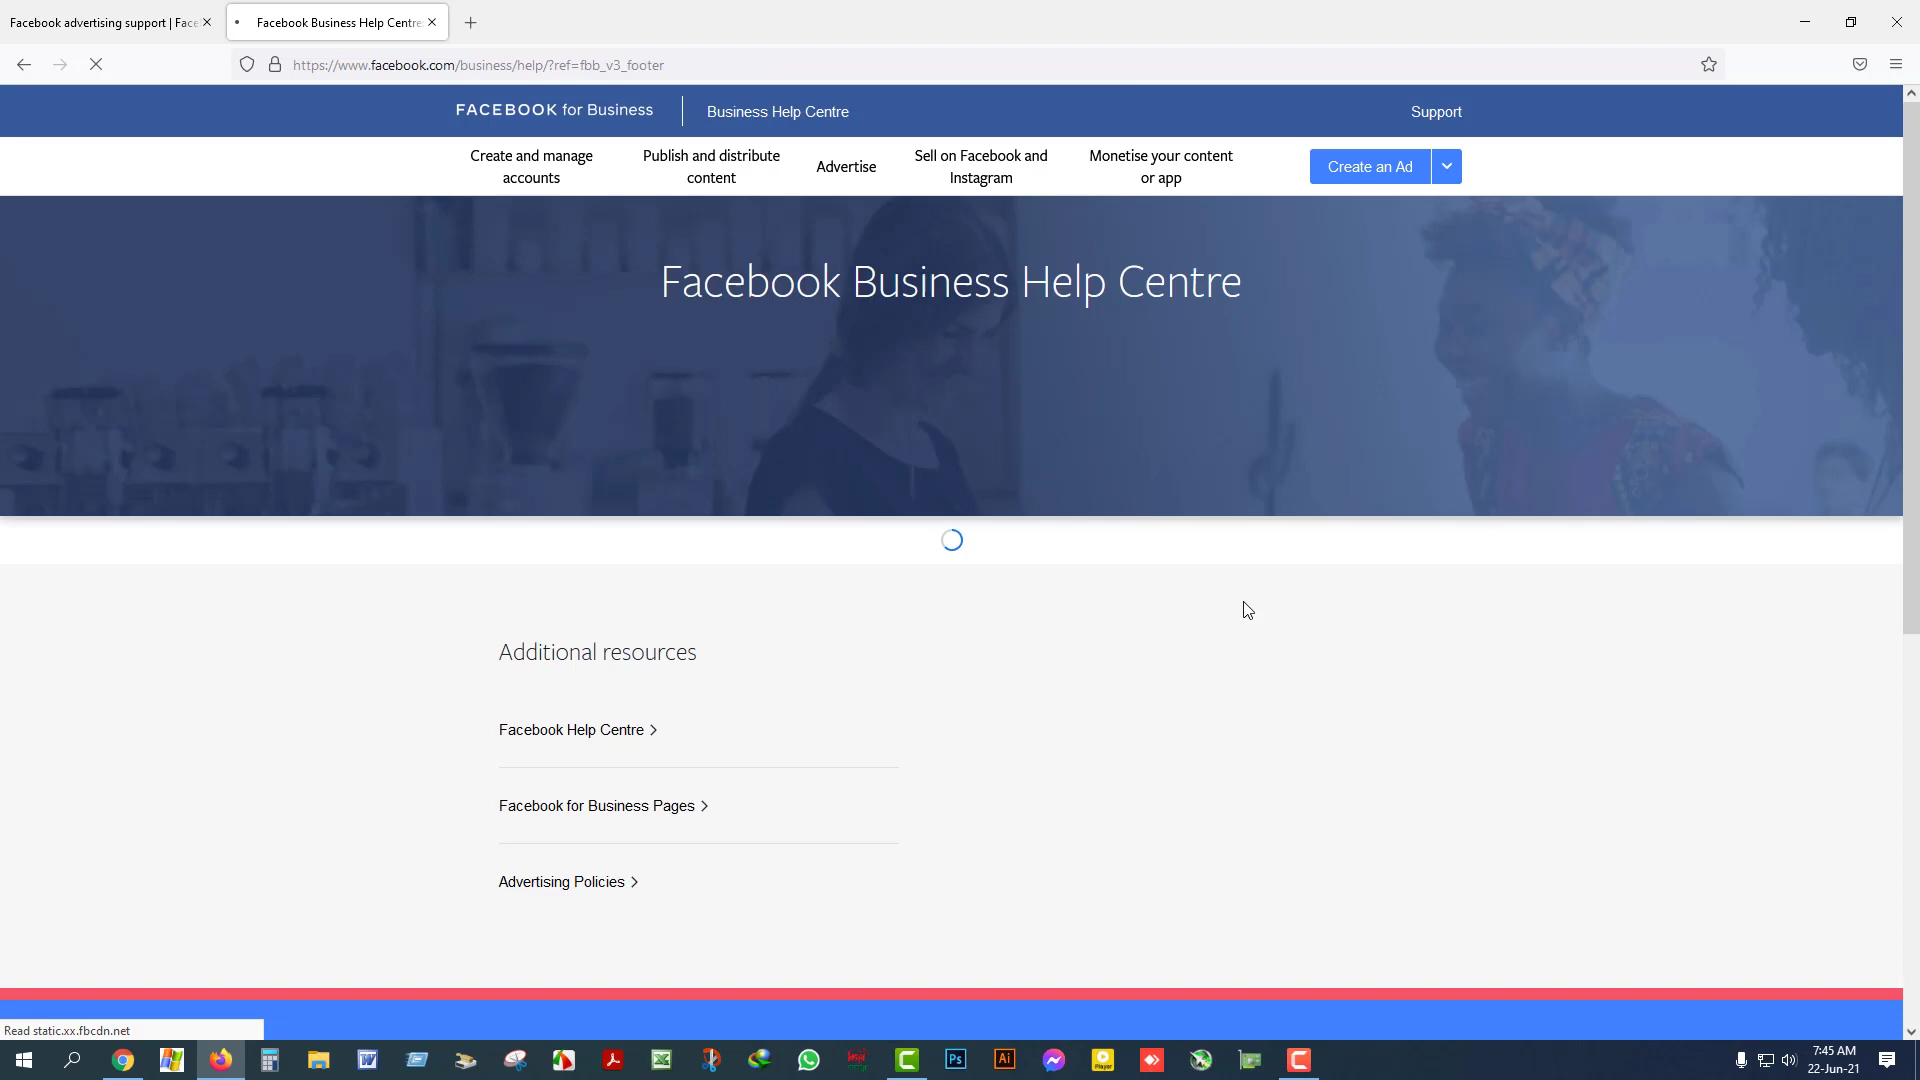 Facebook advertising support | Face
Facebook Business Help Centre
https://www.facebook.com/business/help/?ref=fbb_v3_footer
FACEBOOK for Business
Business Help Centre
Support
Create and manage
accounts
Publish and distribute
content
Advertise
Sell on Facebook and
Instagram
Monetise your content
or app
Create an Ad
Facebook Business Help Centre
Additional resources
Facebook Help Centre
Facebook for Business Pages
Advertising Policies
Read static.xx.fbcdn.net
Ps
Ai
Player
7:45 AM
22-Jun-21